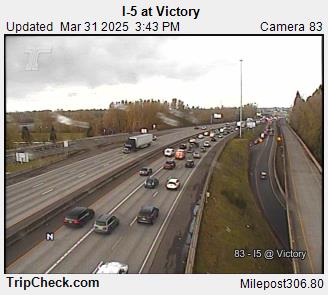 I-5 at Victory
Updated Mar 31 2025 3:43 PM Camera 83
N
83 - I5 @ Victory
TripCheck.com Milepost306.80